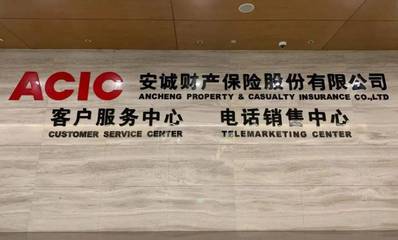 ACIC 安诚财产保险股份有限公司
ANCHENG PROPERTY & CASUALTY INSURANCE CO.,LTD
客户服务中心 电话销售中心
CUSTOMER SERVICE CENTER TELEMARKETING CENTER